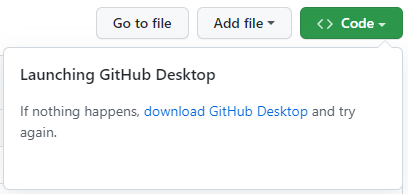 Go to file
Add file
<> Code
Launching GitHub Desktop
If nothing happens, download GitHub Desktop and try
again.